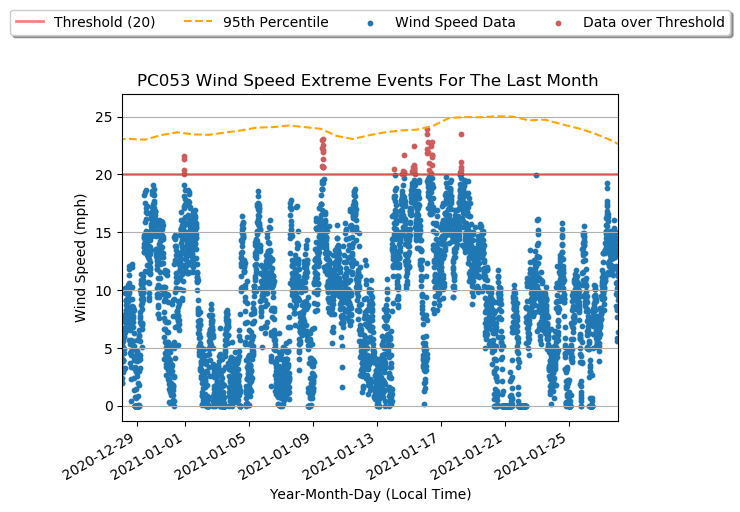 Threshold (20) 95th Percentile Wind Speed Data Data over Threshold
PC053 Wind Speed Extreme Events For The Last Month
25
20
15
10
5
0
Wind Speed (mph)
2020-12-29 2021-01-01 2021-01-05 2021-01-09 2021-01-13 2021-01-17 2021-01-21 2021-01-25
Year-Month-Day (Local Time)